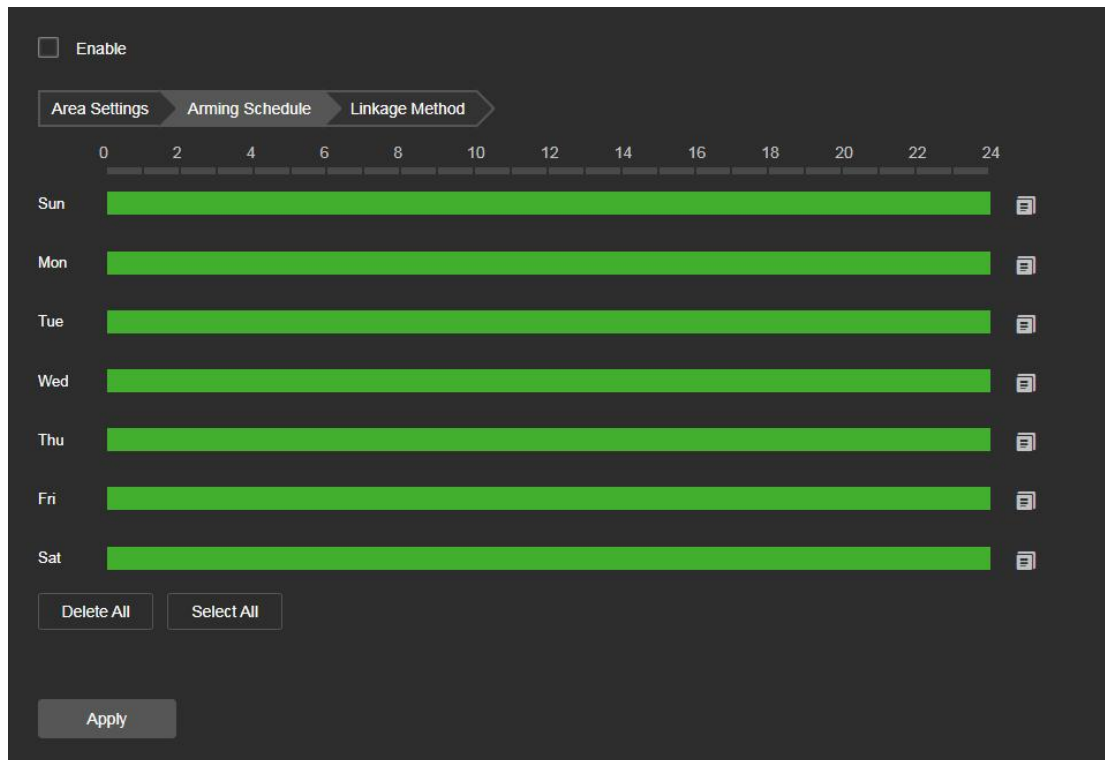 Enable
Area Settings Arming Schedule Linkage Method
0 2 4 6 8 10 12 14 16 18 20 22 24
Sun
Mon
Tue
Wed
Thu
Fri
Sat
Delete All Select All
Apply